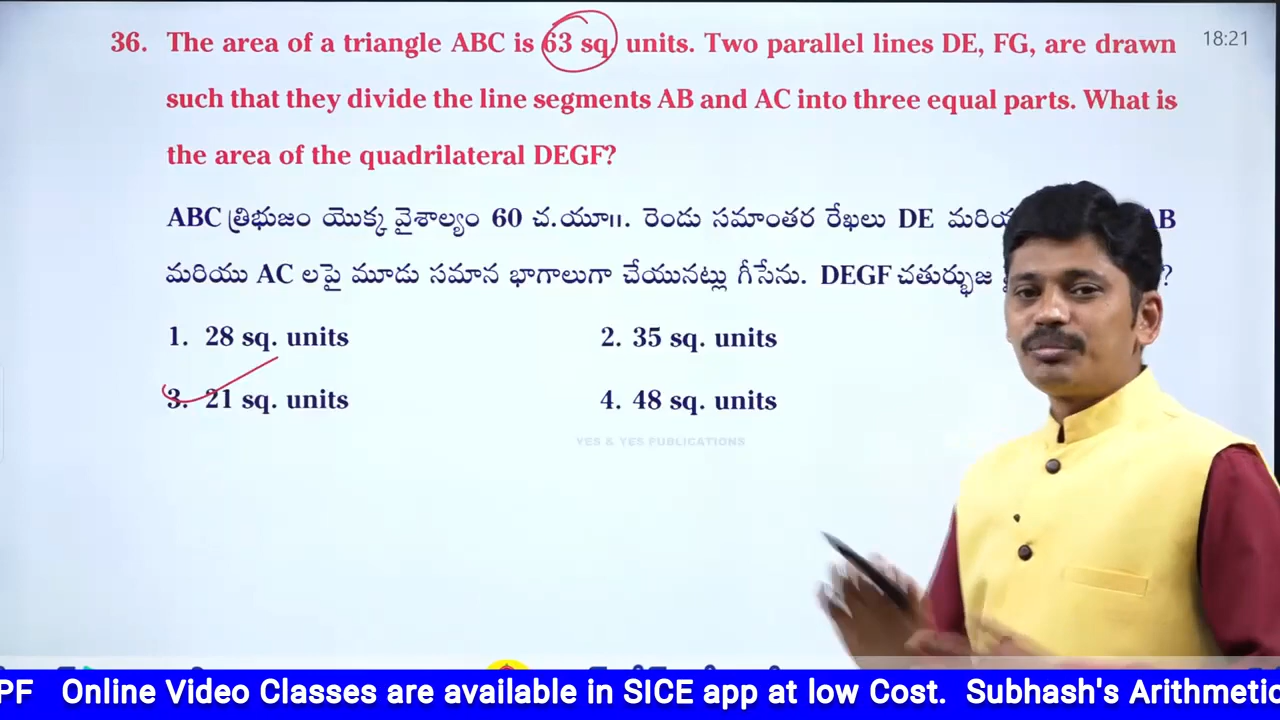 36. The area of a triangle ABC is 63 sq. units. Two parallel lines DE, FG, are drawn
18:21
such that they divide the line segments AB and AC into three equal parts. What is
the area of the quadrilateral DEGF?
ABC త్రిభుజం యొక్క వైశాల్యం 60 చ.యూ॥. రెండు సమాంతర రేఖలు DE AB
మరియు AC లపై మూడు సమాన భాగాలుగా చేయునట్లు గీసేను. DEGF చతుర్భుజ ?
1. 28 sq. units
2. 35 sq. units
3. 21 sq. units
4. 48 sq. units
YES & YES PUBLICATIONS
PF Online Video Classes are available in SICE app at low Cost. Subhash's Arithmetic